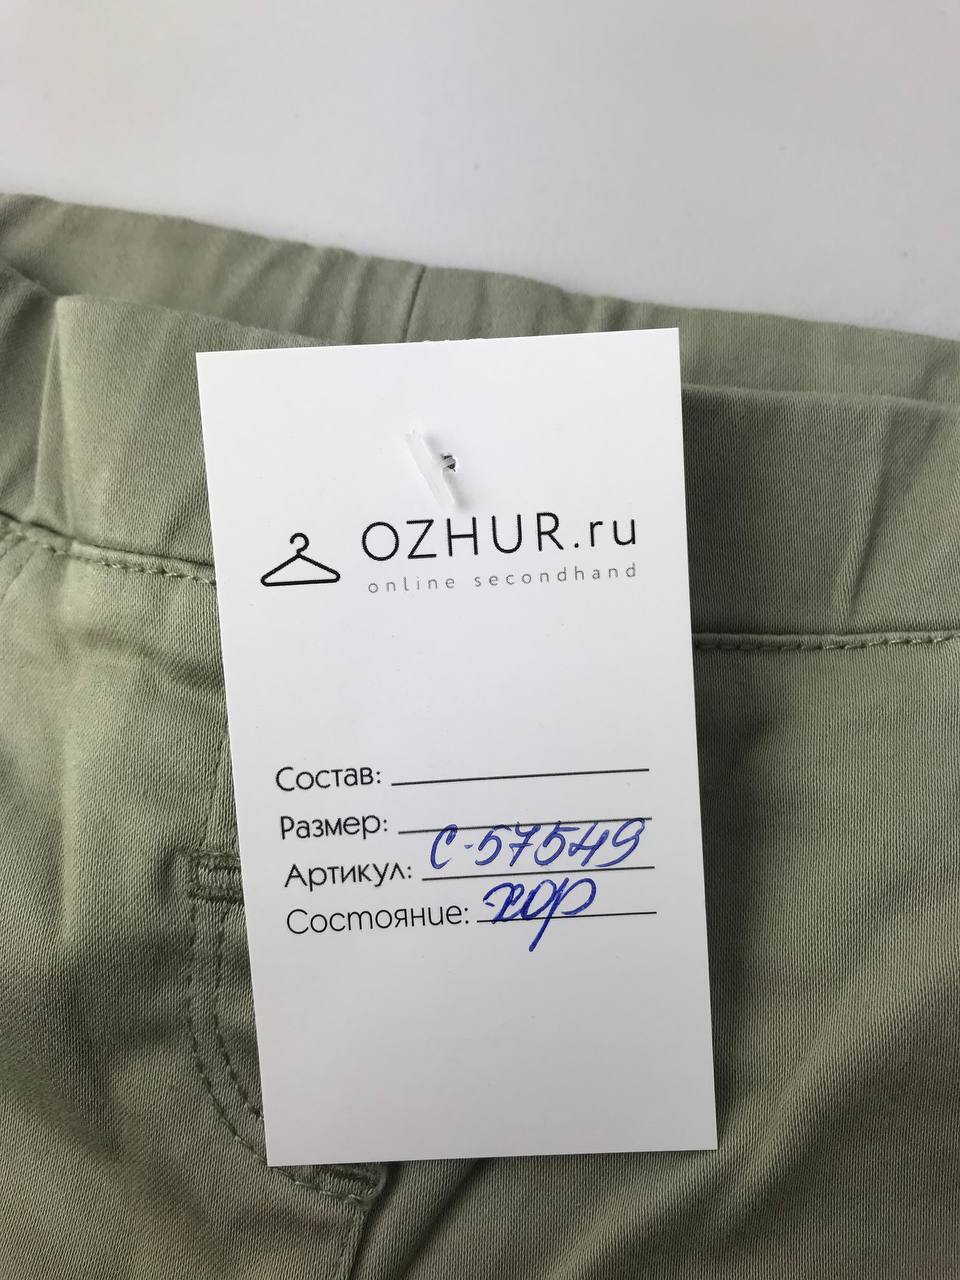 OZHUR.ru
online secondhand
Состав:
Размер:
Артикул: С-57549
Состояние: хор